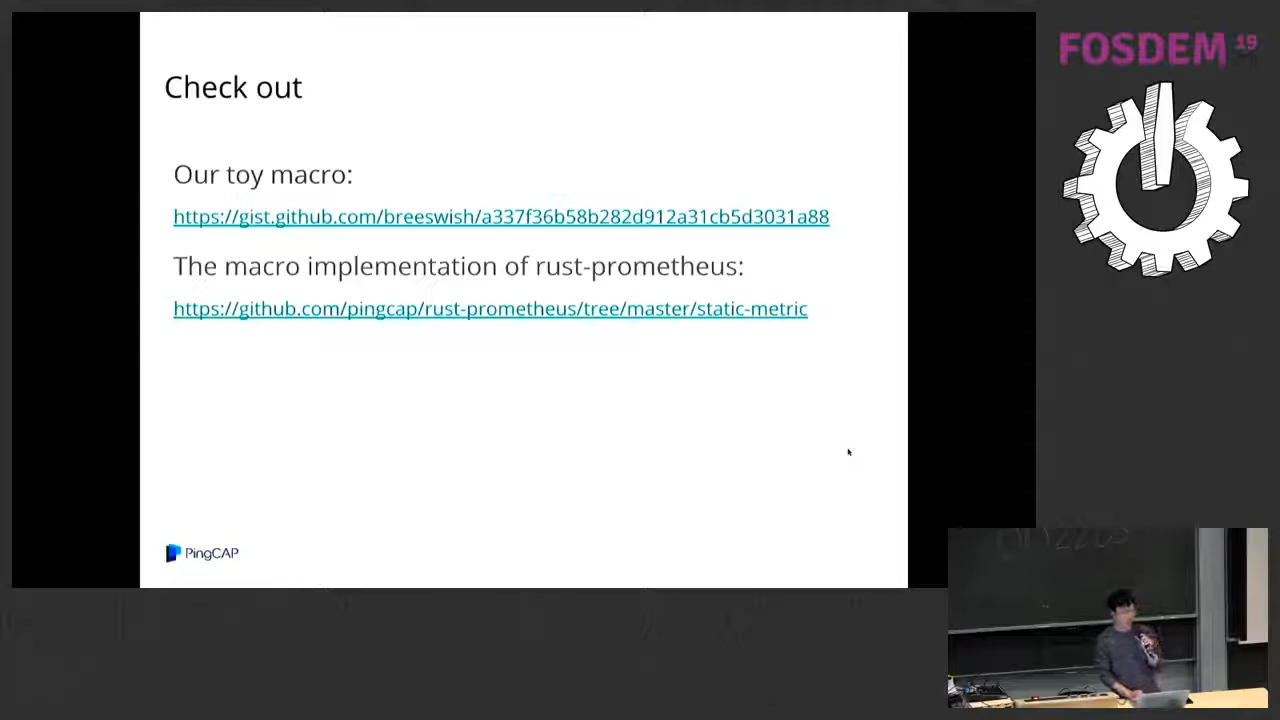 Check out
Our toy macro:
https://gist.github.com/breeswish/a337f36b58b282d912a31cb5d3031a88
The macro implementation of rust-prometheus:
https://github.com/pingcap/rust-prometheus/tree/master/static-metric
PingCAP
FOSDEM 19